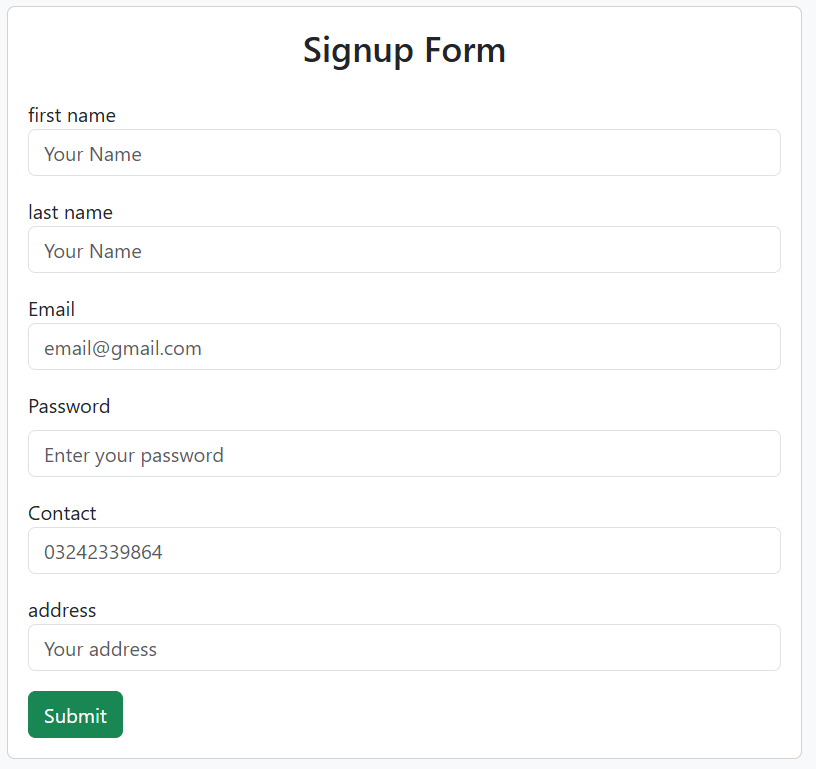 Signup Form
first name
Your Name
last name
Your Name
Email
email@gmail.com
Password
Enter your password
Contact
03242339864
address
Your address
Submit